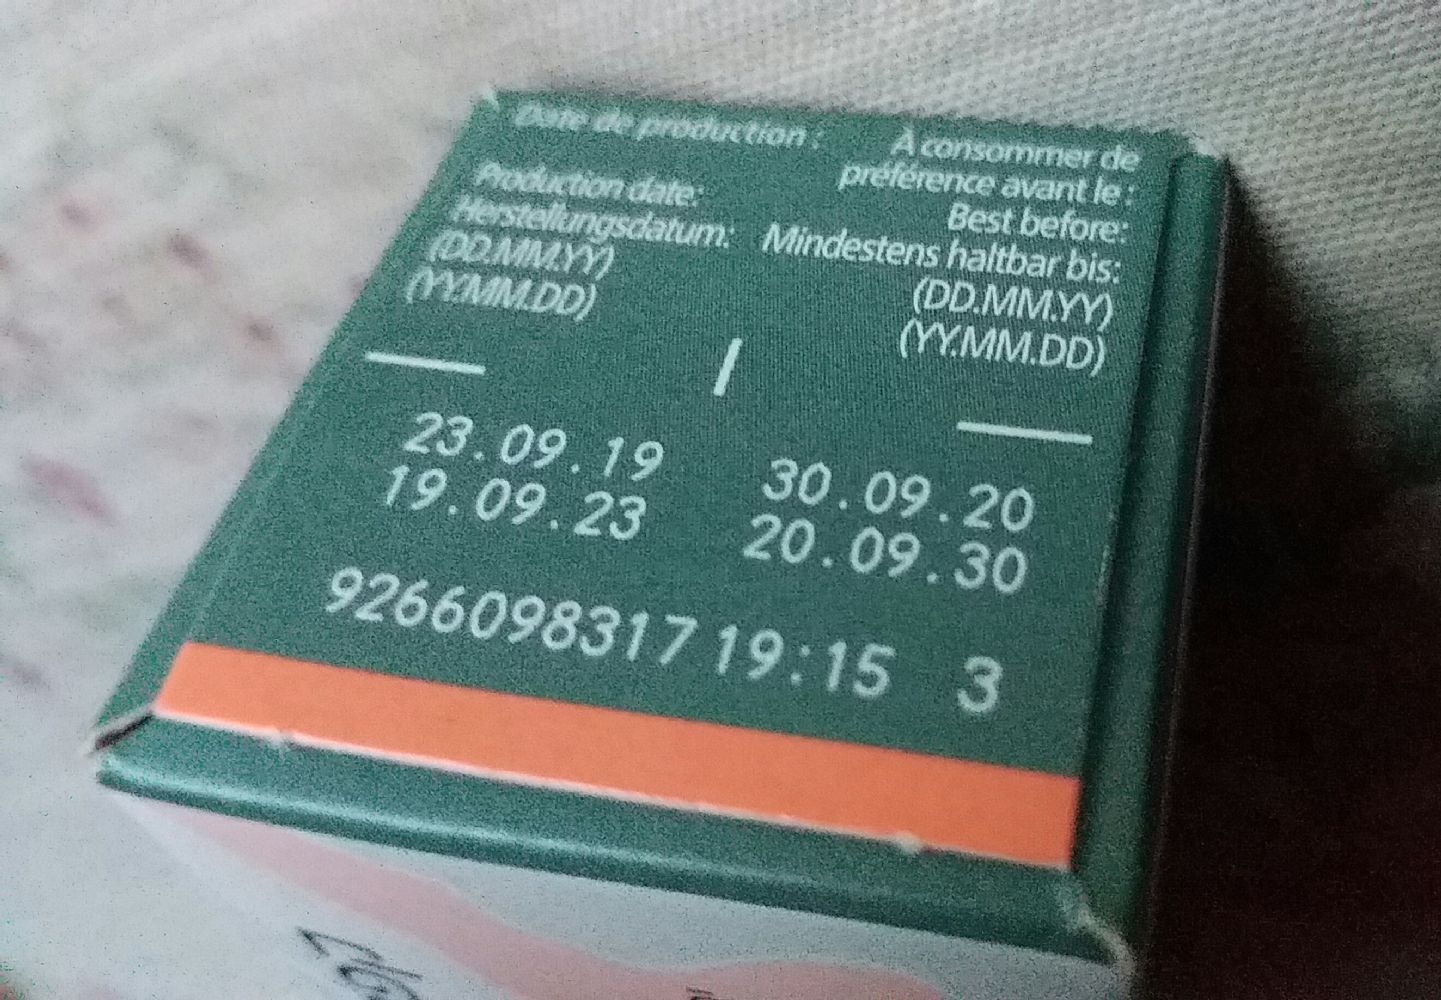 Date de production :
Production date:
Herstellungsdatum:
(DD.MM.YY)
(YY.MM.DD)
À consommer de
préférence avant le :
Best before:
Mindestens haltbar bis:
(DD.MM.YY)
(YY.MM.DD)
23.09.19 30.09.20
19.09.23 20.09.30
9266098317 19:15 3